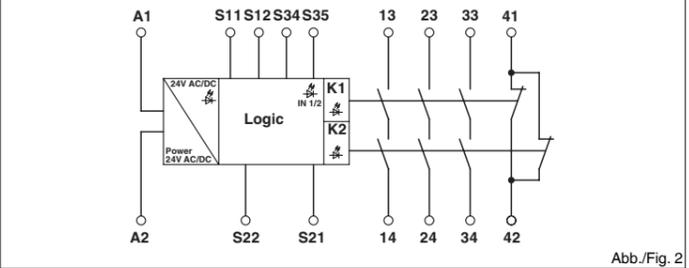 A1 S11 S12 S34 S35 13 23 33 41
24V AC/DC
IN 1/2
K1
Logic
K2
Power
24V AC/DC
A2 S22 S21 14 24 34 42
Abb./Fig. 2